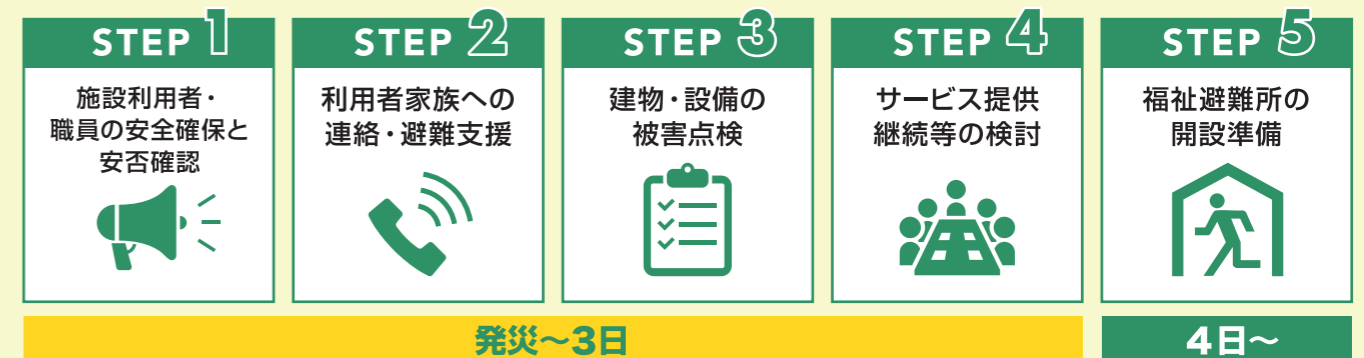 STEP 1
施設利用者・
職員の安全確保と
安否確認
STEP 2
利用者家族への
連絡・避難支援
STEP 3
建物・設備の
被害点検
STEP 4
サービス提供
継続等の検討
STEP 5
福祉避難所の
開設準備
発災〜3日
4日〜